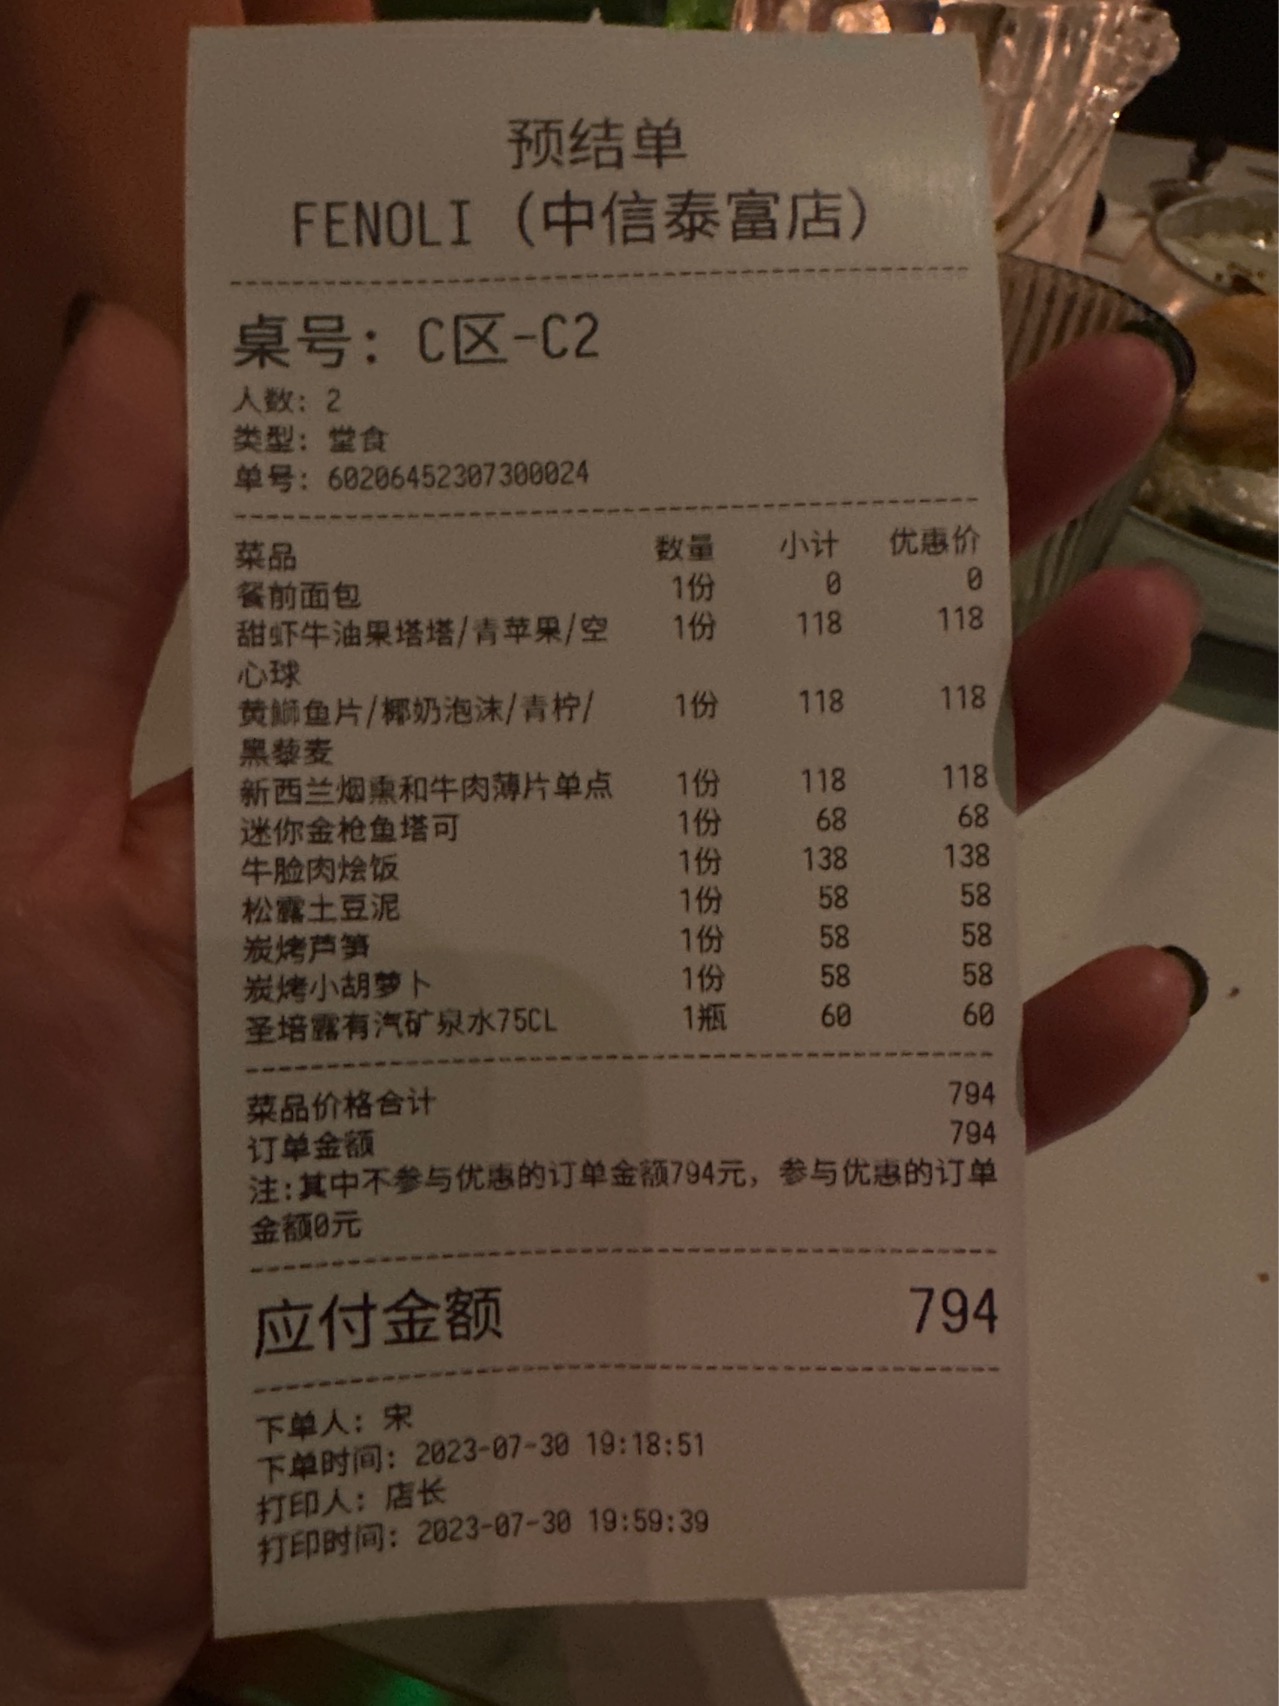 预结单
FENOLI（中信泰富店）
桌号：C区-C2
人数：2
类型：堂食
单号：60206452307300024
菜品 数量 小计 优惠价
餐前面包 1份 0 0
甜虾牛油果塔塔/青苹果/空 1份 118 118
心球
黄鰤鱼片/椰奶泡沫/青柠/ 1份 118 118
黑藜麦
新西兰烟熏和牛肉薄片单点 1份 118 118
迷你金枪鱼塔可 1份 68 68
牛脸肉烩饭 1份 138 138
松露土豆泥 1份 58 58
炭烤芦笋 1份 58 58
炭烤小胡萝卜 1份 58 58
圣培露有汽矿泉水75CL 1瓶 60 60
菜品价格合计 794
订单金额 794
注:其中不参与优惠的订单金额794元，参与优惠的订单
金额0元
应付金额 794
下单人：宋
下单时间：2023-07-30 19:18:51
打印人：店长
打印时间：2023-07-30 19:59:39